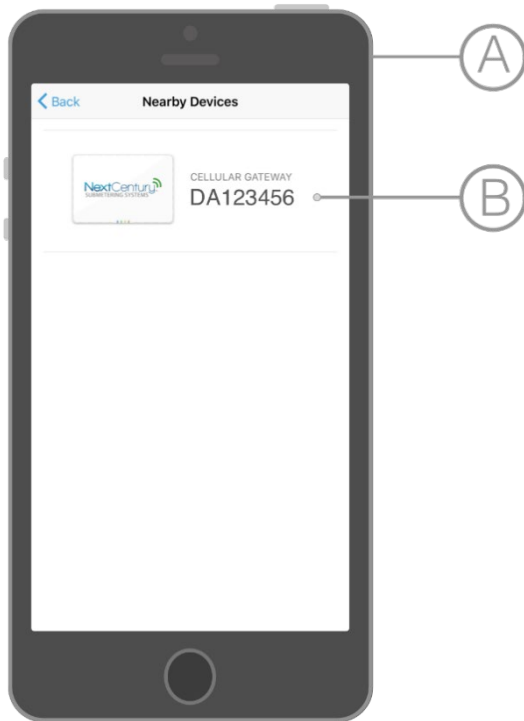 A
Back Nearby Devices
NextCentury
SUBMETERING SYSTEMS
CELLULAR GATEWAY
DA123456
B